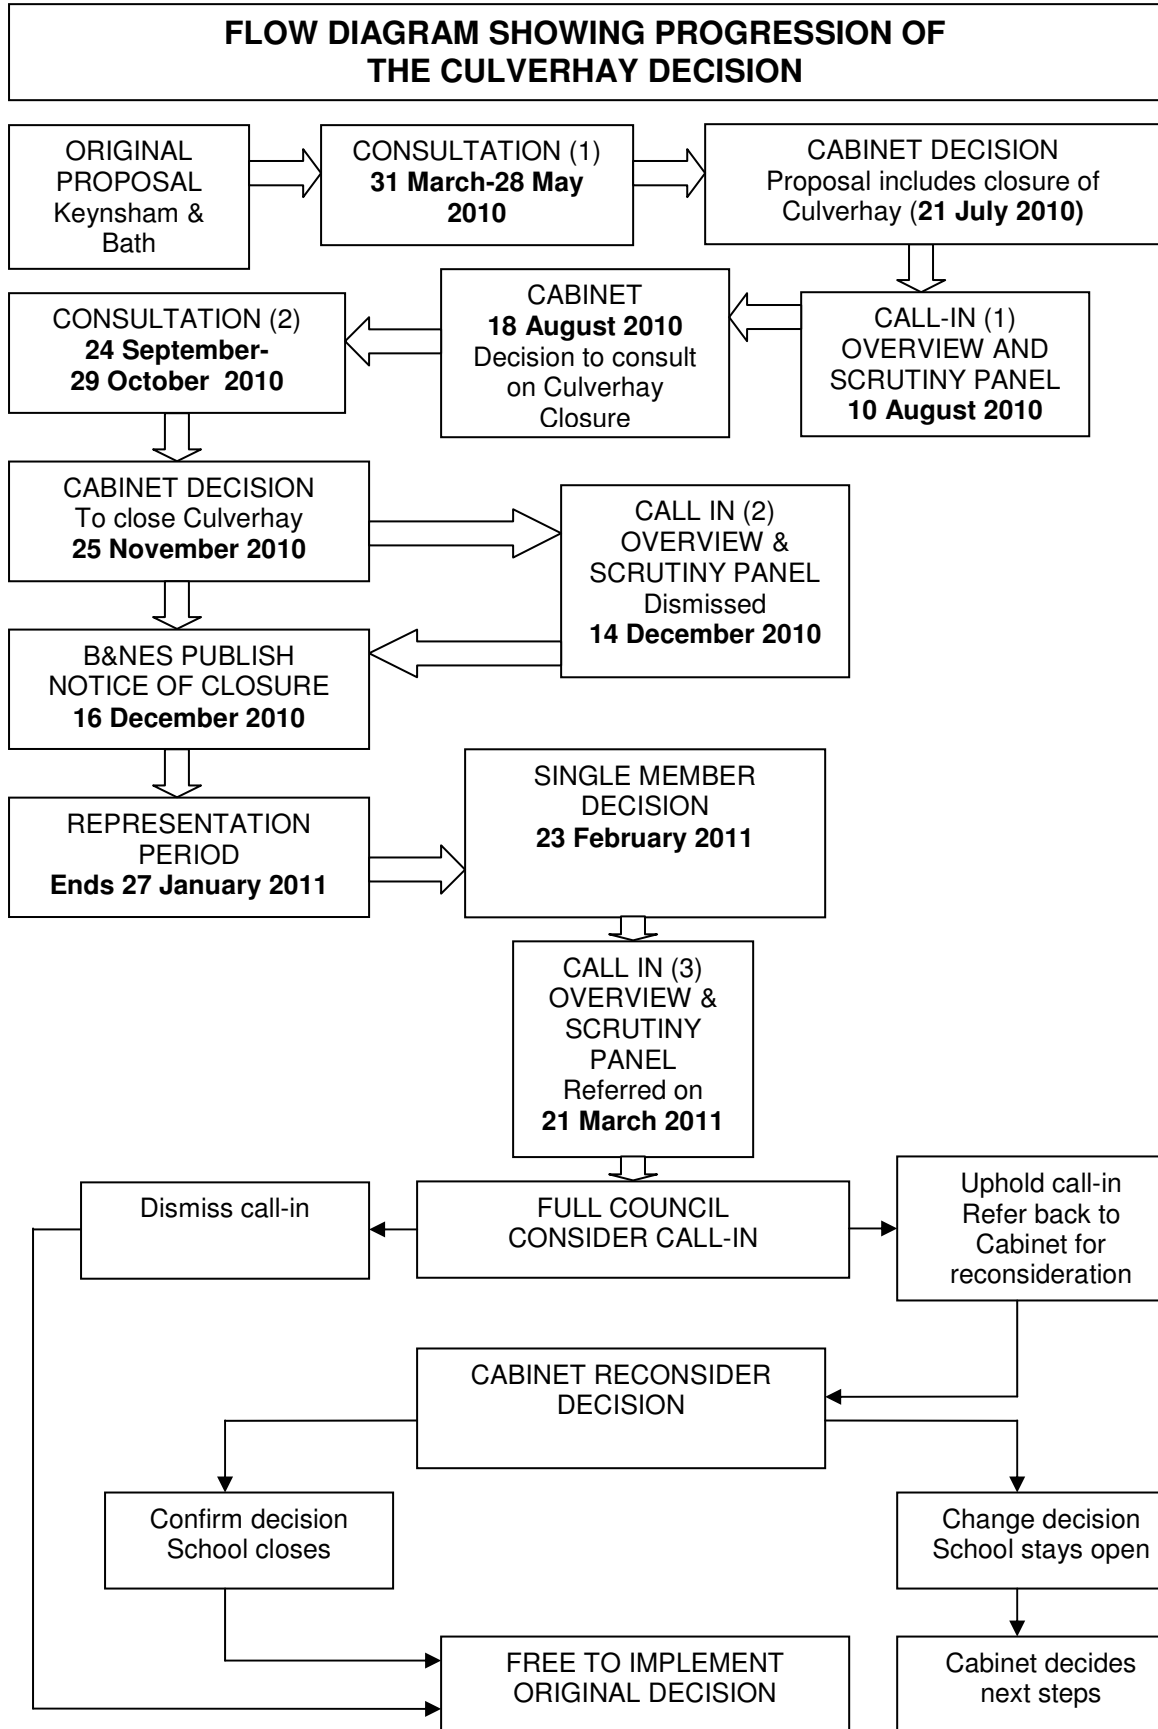 FLOW DIAGRAM SHOWING PROGRESSION OF
THE CULVERHAY DECISION
ORIGINAL
PROPOSAL
Keynsham &
Bath
CONSULTATION (1)
31 March-28 May
2010
CABINET DECISION
Proposal includes closure of
Culverhay (21 July 2010)
CALL-IN (1)
OVERVIEW AND
SCRUTINY PANEL
10 August 2010
CABINET
18 August 2010
Decision to consult
on Culverhay
Closure
CONSULTATION (2)
24 September-
29 October 2010
CABINET DECISION
To close Culverhay
25 November 2010
CALL IN (2)
OVERVIEW &
SCRUTINY PANEL
Dismissed
14 December 2010
B&NES PUBLISH
NOTICE OF CLOSURE
16 December 2010
REPRESENTATION
PERIOD
Ends 27 January 2011
SINGLE MEMBER
DECISION
23 February 2011
CALL IN (3)
OVERVIEW &
SCRUTINY
PANEL
Referred on
21 March 2011
FULL COUNCIL
CONSIDER CALL-IN
Dismiss call-in
Uphold call-in
Refer back to
Cabinet for
reconsideration
CABINET RECONSIDER
DECISION
Confirm decision
School closes
Change decision
School stays open
FREE TO IMPLEMENT
ORIGINAL DECISION
Cabinet decides
next steps